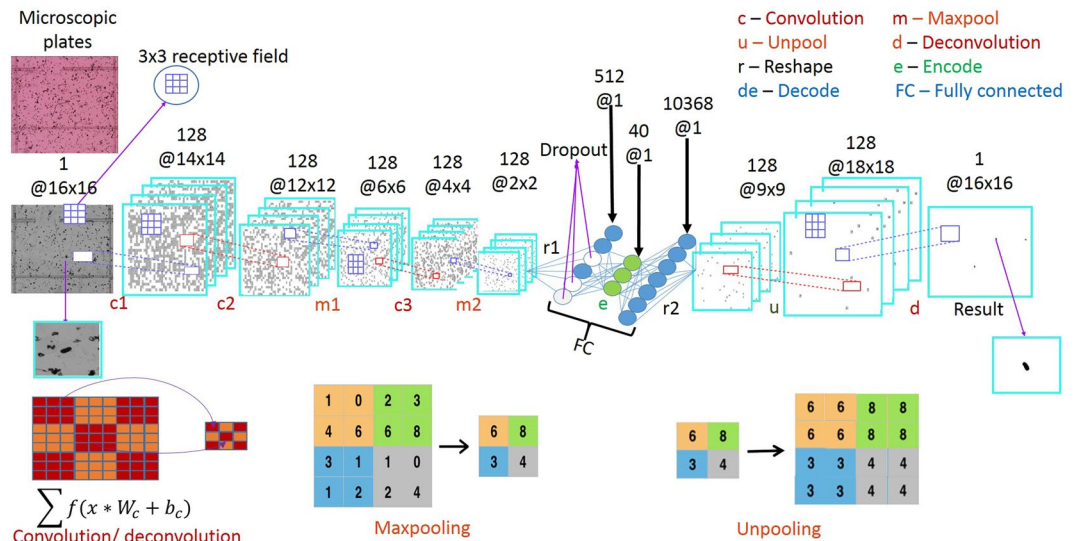 Microscopic
plates
3x3 receptive field
c – Convolution m – Maxpool
u – Unpool d – Deconvolution
r – Reshape e – Encode
de – Decode FC – Fully connected
1
@16x16
128
@14x14
128
@12x12
128
@6x6
128
@4x4
128
@2x2
Dropout
512
@1
40
@1
10368
@1
128
@9x9
128
@18x18
1
@16x16
c1
c2
m1
c3
m2
r1
e
r2
FC
u
d
Result
1 0 2 3
4 6 6 8
3 1 1 0
1 2 2 4
6 8
3 4
Maxpooling
6 8
3 4
6 6 8 8
6 6 8 8
3 3 4 4
3 3 4 4
Unpooling
∑ f(x * W_c + b_c)
Convolution/ deconvolution